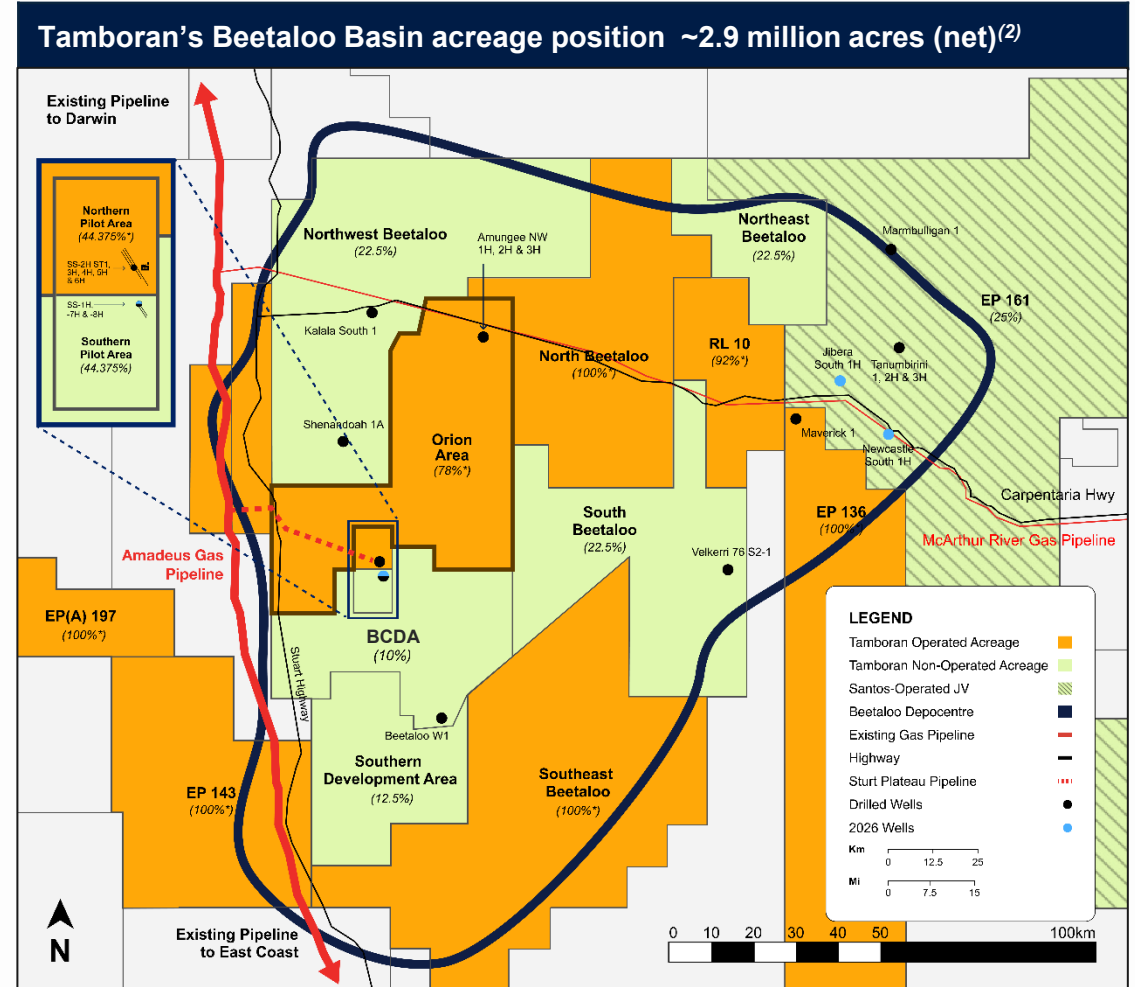 Tamboran's Beetaloo Basin acreage position ~2.9 million acres (net)(2)
Existing Pipeline
to Darwin
Northern
Pilot Area
(44.375%*)
SS-2H ST1,
3H, 4H, 5H
& 6H
SS-1H,
-7H & -8H
Southern
Pilot Area
(44.375%)
Northwest Beetaloo
(22.5%)
Amungee NW
1H, 2H & 3H
Kalala South 1
Shenandoah 1A
Orion
Area
(78%*)
North Beetaloo
(100%*)
RL 10
(92%*)
Northeast
Beetaloo
(22.5%)
Marmbulligan 1
EP 161
(25%)
Jibera
South 1H
Tanumbirini
1, 2H & 3H
Maverick 1
Newcastle
South 1H
Carpentaria Hwy
McArthur River Gas Pipeline
EP 136
(100%*)
South
Beetaloo
(22.5%)
Velkerri 76 S2-1
Amadeus Gas
Pipeline
EP(A) 197
(100%*)
BCDA
(10%)
Stuart Highway
Beetaloo W1
Southern
Development Area
(12.5%)
Southeast
Beetaloo
(100%*)
EP 143
(100%*)
Existing Pipeline
to East Coast
N
LEGEND
Tamboran Operated Acreage
Tamboran Non-Operated Acreage
Santos-Operated JV
Beetaloo Depocentre
Existing Gas Pipeline
Highway
Sturt Plateau Pipeline
Drilled Wells
2026 Wells
Km
0 12.5 25
Mi
0 7.5 15
0 10 20 30 40 50 100km